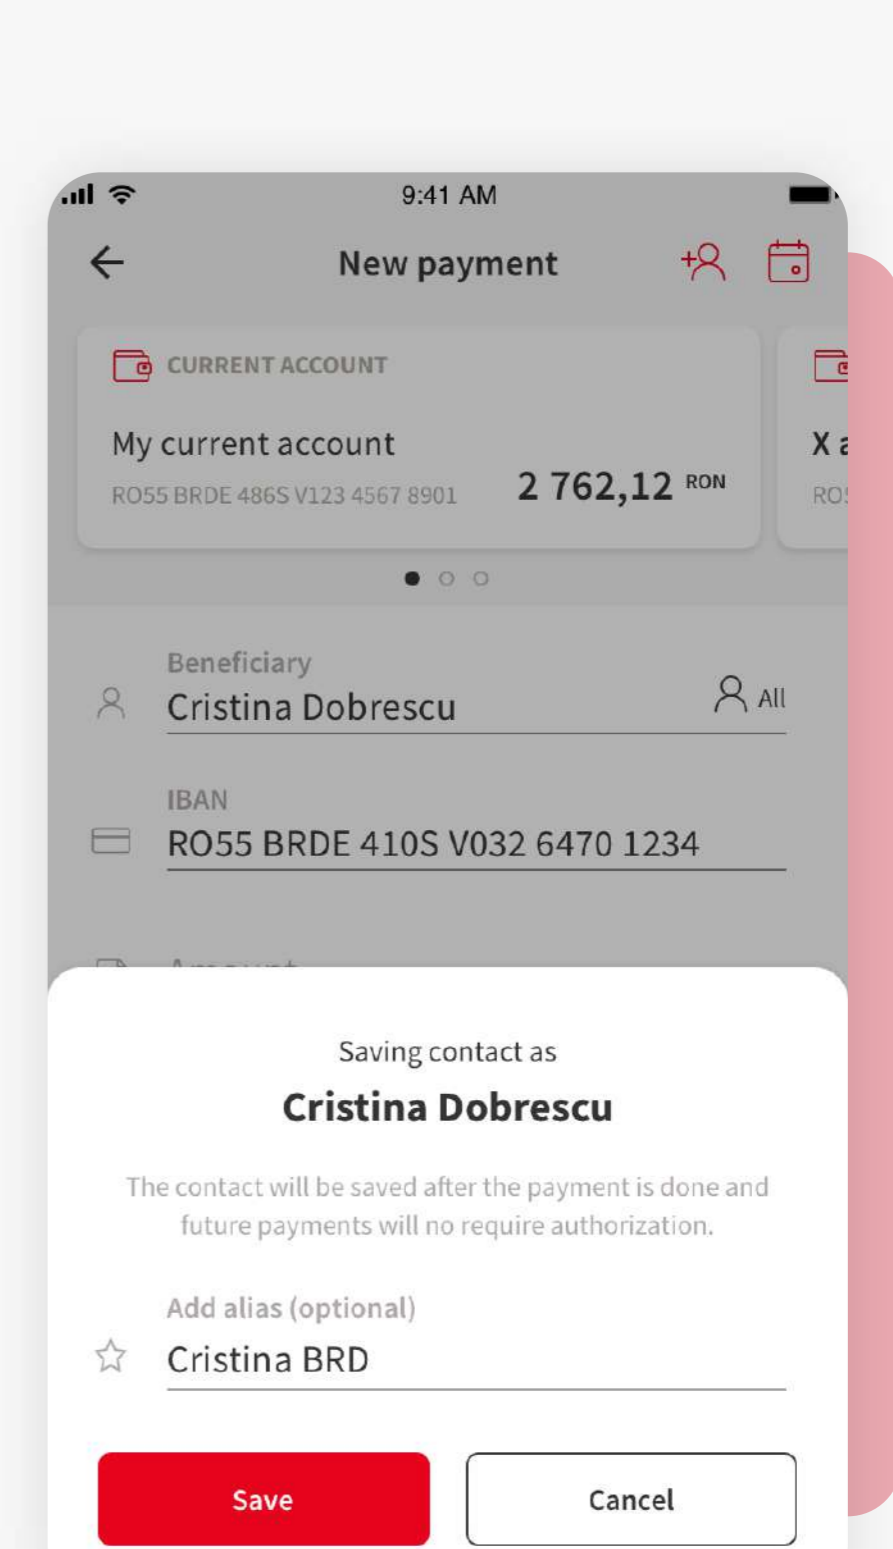 9:41 AM
New payment
CURRENT ACCOUNT
My current account
RO55 BRDE 486S V123 4567 8901
2 762,12 RON
X a
RO5
Beneficiary
Cristina Dobrescu
All
IBAN
RO55 BRDE 410S V032 6470 1234
Amount
Saving contact as
Cristina Dobrescu
The contact will be saved after the payment is done and
future payments will no require authorization.
Add alias (optional)
Cristina BRD
Save
Cancel